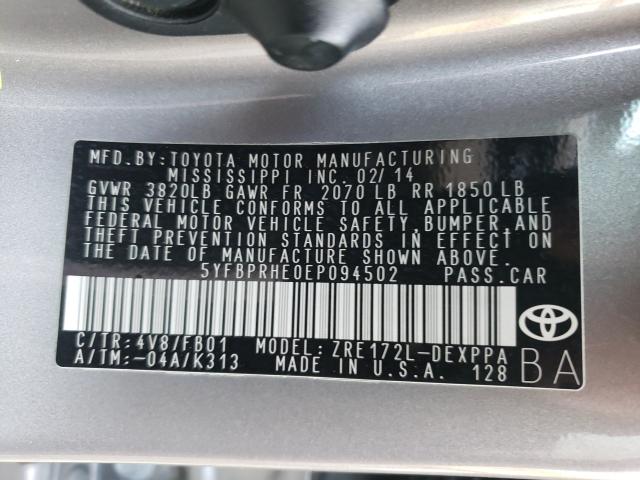 MFD. BY: TOYOTA MOTOR MANUFACTURING
MISSISSIPPI INC. 02/14
GVWR 3820LB GAWR FR 2070 LB RR 1850 LB
THIS VEHICLE CONFORMS TO ALL APPLICABLE
FEDERAL MOTOR VEHICLE SAFETY, BUMPER, AND
THEFT PREVENTION STANDARDS IN EFFECT ON
THE DATE OF MANUFACTURE SHOWN ABOVE.
5YFBPRHE0EP094502 PASS. CAR
C/TR: 4V8/FB01 MODEL: ZRE172L-DEXPPA
A/TM: -04A/K313 MADE IN U.S.A. 128
BA